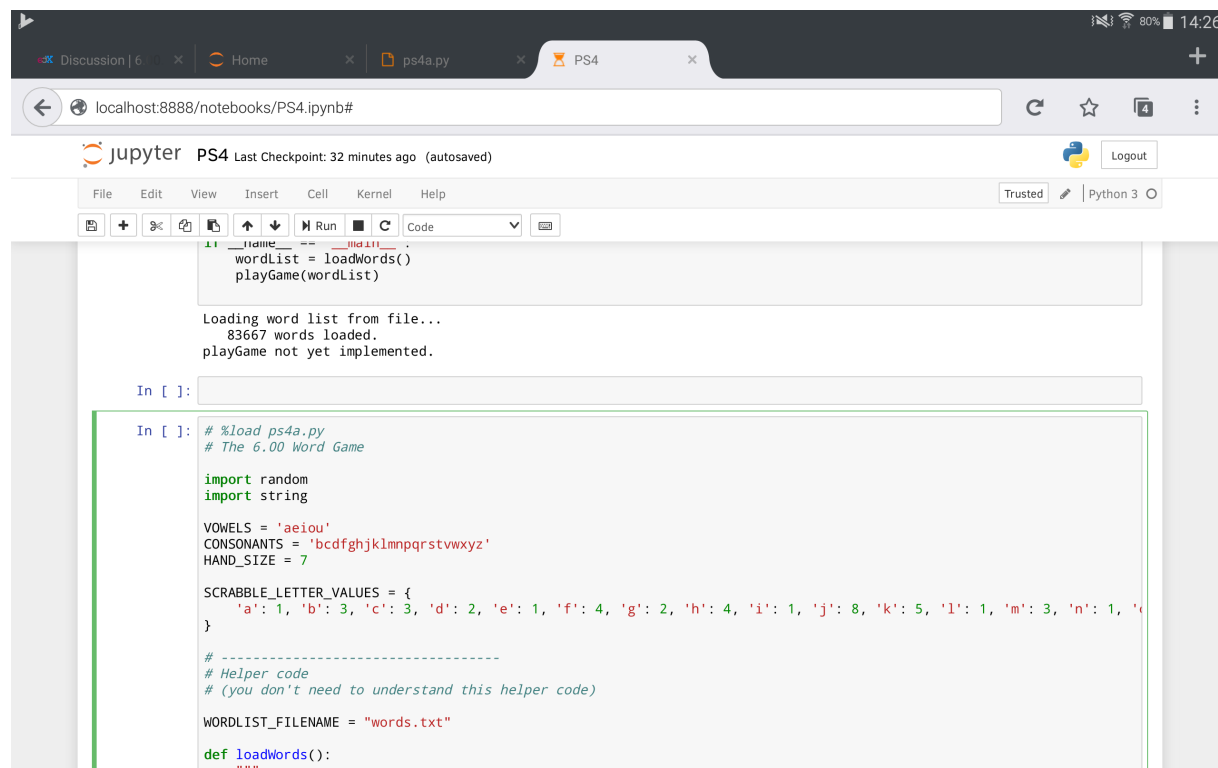 80% 14:26
Discussion | 6 Home ps4a.py PS4
localhost:8888/notebooks/PS4.ipynb# 4
jupyter PS4 Last Checkpoint: 32 minutes ago (autosaved) Logout
File Edit View Insert Cell Kernel Help Trusted Python 3
Run Code
if __name__ == '__main__':
wordList = loadWords()
playGame(wordList)
Loading word list from file...
83667 words loaded.
playGame not yet implemented.
In [ ]:
In [ ]: # %load ps4a.py
# The 6.00 Word Game
import random
import string
VOWELS = 'aeiou'
CONSONANTS = 'bcdfghjklmnpqrstvwxyz'
HAND_SIZE = 7
SCRABBLE_LETTER_VALUES = {
'a': 1, 'b': 3, 'c': 3, 'd': 2, 'e': 1, 'f': 4, 'g': 2, 'h': 4, 'i': 1, 'j': 8, 'k': 5, 'l': 1, 'm': 3, 'n': 1,
}
# -----------------------------------
# Helper code
# (you don't need to understand this helper code)
WORDLIST_FILENAME = "words.txt"
def loadWords():
"""